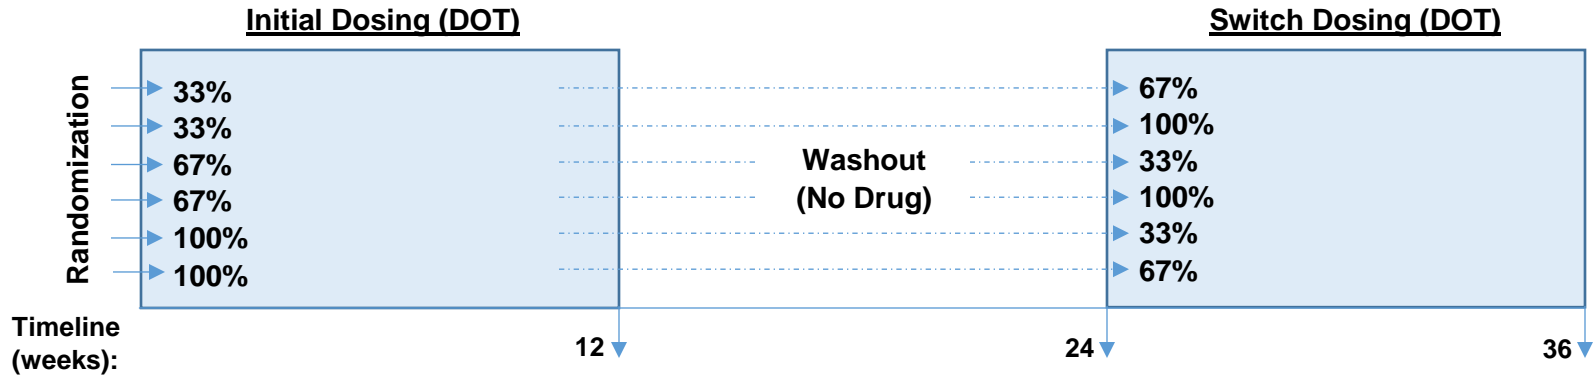 Initial Dosing (DOT)
Switch Dosing (DOT)
Randomization
33%
33%
67%
67%
100%
100%
Washout
(No Drug)
67%
100%
33%
100%
33%
67%
Timeline
(weeks):
12
24
36